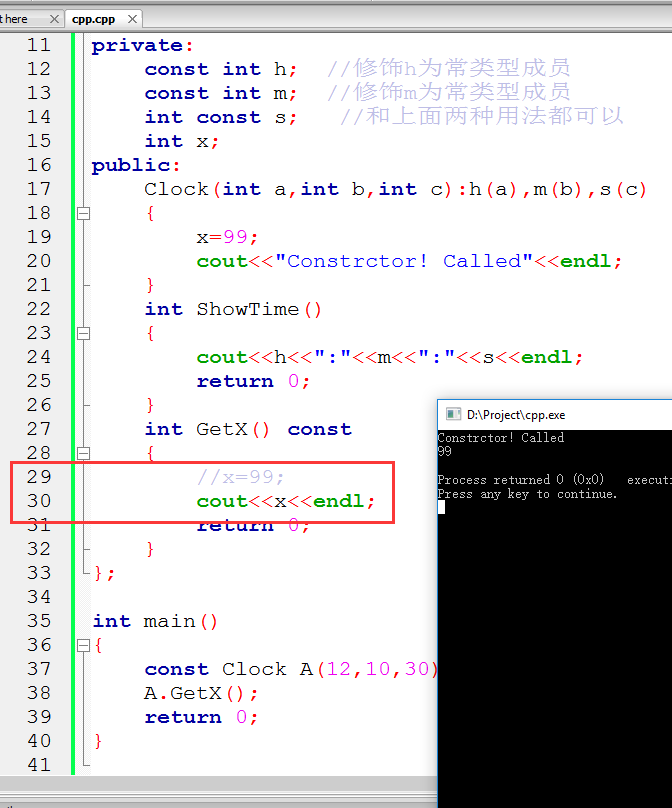 t here
cpp.cpp
11 private:
12 const int h; //修饰h为常类型成员
13 const int m; //修饰m为常类型成员
14 int const s; //和上面两种用法都可以
15 int x;
16 public:
17 Clock(int a,int b,int c):h(a),m(b),s(c)
18 {
19 x=99;
20 cout<<"Constrctor! Called"<<endl;
21 }
22 int ShowTime()
23 {
24 cout<<h<<":"<<m<<":"<<s<<endl;
25 return 0;
26 }
27 int GetX() const
28 {
29 //x=99;
30 cout<<x<<endl;
31 return 0;
32 }
33 };
34
35 int main()
36 {
37 const Clock A(12,10,30)
38 A.GetX();
39 return 0;
40 }
41
D:\Project\cpp.exe
Constrctor! Called
99
Process returned 0 (0x0) executi
Press any key to continue.